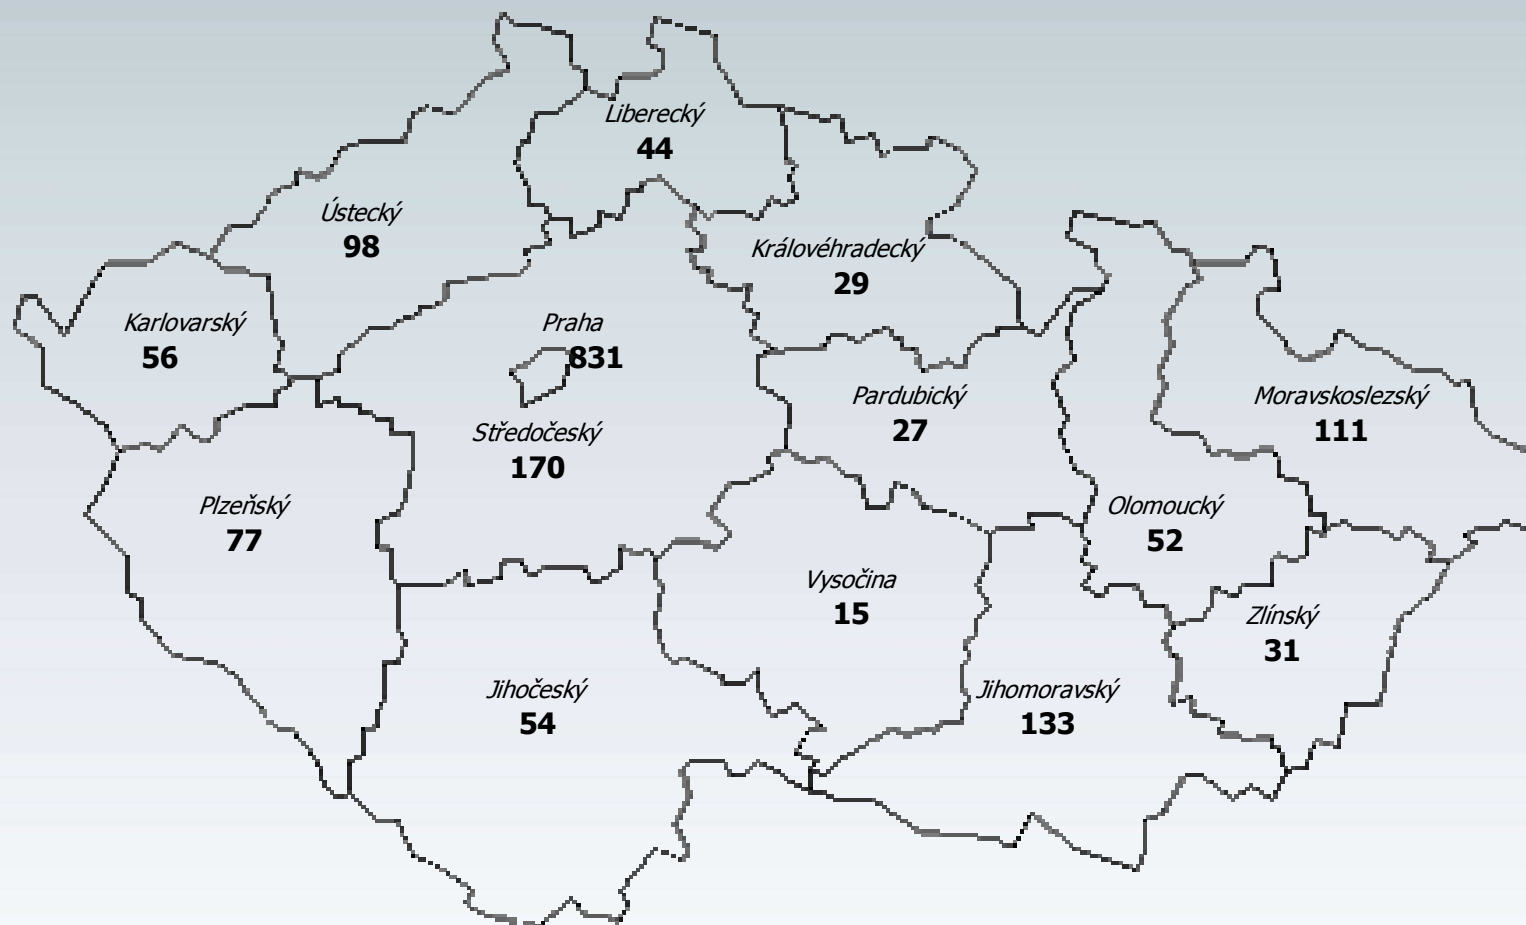 Liberecký
44
Ústecký
98
Královéhradecký
29
Karlovarský
56
Praha
831
Pardubický
27
Moravskoslezský
111
Středočeský
170
Plzeňský
77
Olomoucký
52
Vysočina
15
Zlínský
31
Jihočeský
54
Jihomoravský
133